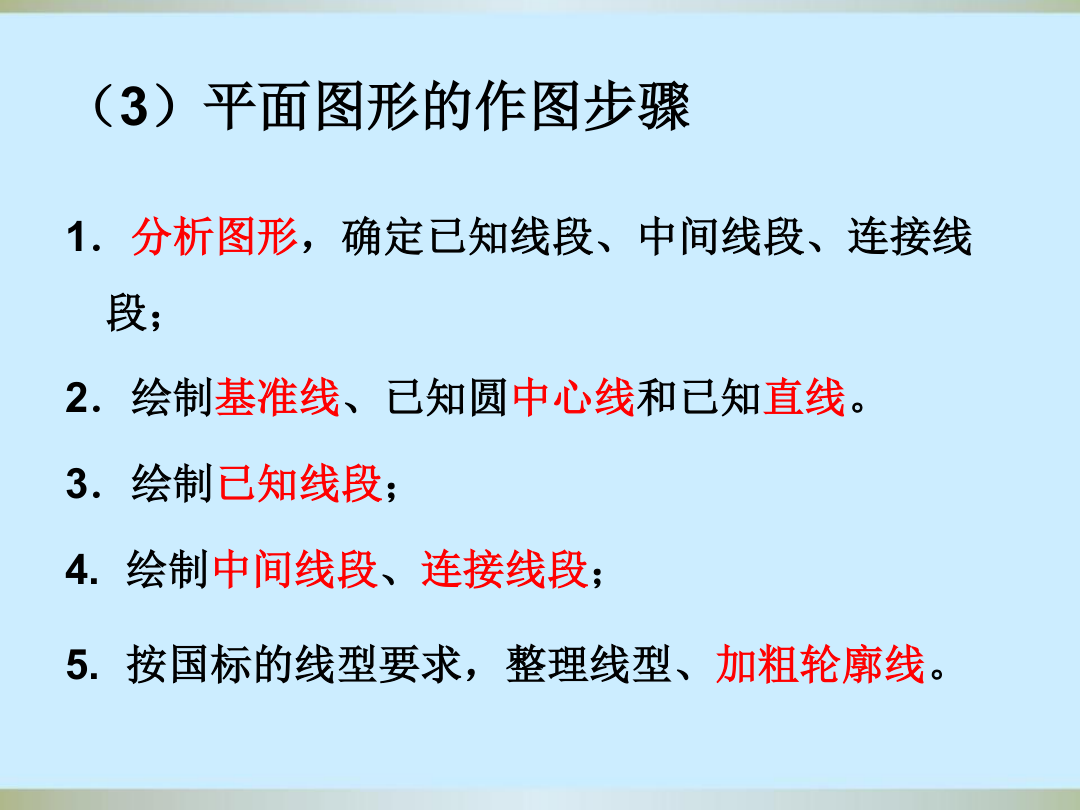 （3）平面图形的作图步骤
1．分析图形，确定已知线段、中间线段、连接线
段；
2．绘制基准线、已知圆中心线和已知直线。
3．绘制已知线段；
4. 绘制中间线段、连接线段；
5. 按国标的线型要求，整理线型、加粗轮廓线。